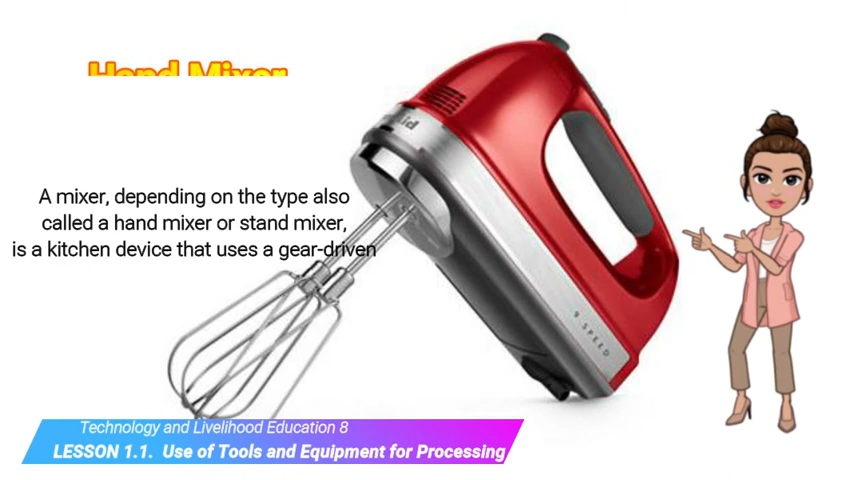 Hand Mixer
A mixer, depending on the type also
called a hand mixer or stand mixer,
is a kitchen device that uses a gear-driven
9 SPEED
Technology and Livelihood Education 8
LESSON 1.1. Use of Tools and Equipment for Processing